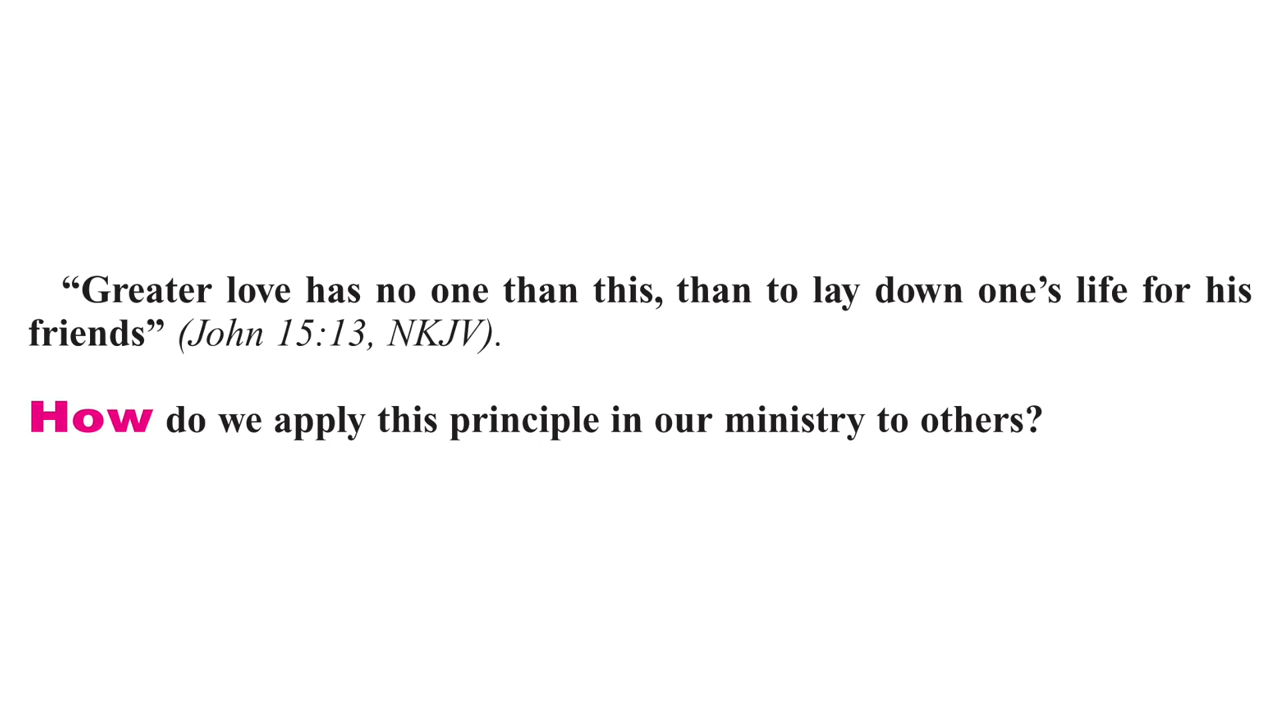 “Greater love has no one than this, than to lay down one’s life for his
friends” (John 15:13, NKJV).
How do we apply this principle in our ministry to others?